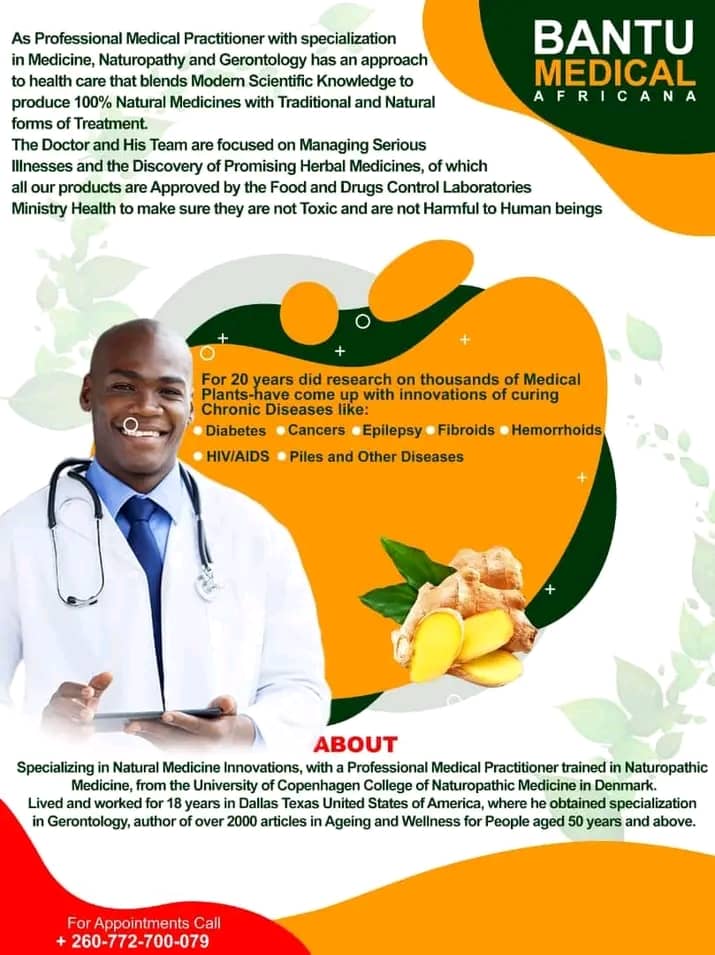 As Professional Medical Practitioner with specialization
in Medicine, Naturopathy and Gerontology has an approach
to health care that blends Modern Scientific Knowledge to
produce 100% Natural Medicines with Traditional and Natural
forms of Treatment.
The Doctor and His Team are focused on Managing Serious
Illnesses and the Discovery of Promising Herbal Medicines, of which
all our products are Approved by the Food and Drugs Control Laboratories
Ministry Health to make sure they are not Toxic and are not Harmful to Human beings
BANTU
MEDICAL
AFRICANA
For 20 years did research on thousands of Medical
Plants-have come up with innovations of curing
Chronic Diseases like:
Diabetes Cancers Epilepsy Fibroids Hemorrhoids
HIV/AIDS Piles and Other Diseases
ABOUT
Specializing in Natural Medicine Innovations, with a Professional Medical Practitioner trained in Naturopathic
Medicine, from the University of Copenhagen College of Naturopathic Medicine in Denmark.
Lived and worked for 18 years in Dallas Texas United States of America, where he obtained specialization
in Gerontology, author of over 2000 articles in Ageing and Wellness for People aged 50 years and above.
For Appointments Call
+ 260-772-700-079